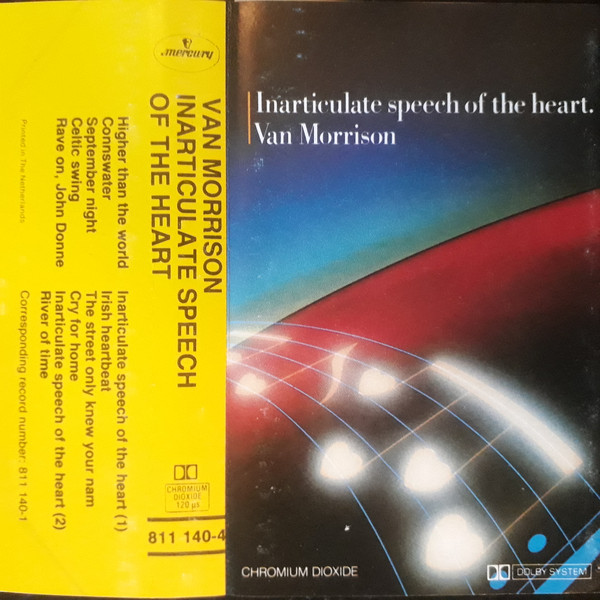 mercury
VAN MORRISON
INARTICULATE SPEECH
OF THE HEART
Higher than the world
Connswater
September night
Celtic swing
Rave on, John Donne
Inarticulate speech of the heart (1)
Irish heartbeat
The street only knew your nam
Cry for home
Inarticulate speech of the heart (2)
River of time
Printed in The Netherlands
Corresponding record number: 811 140-1
CHROMIUM
DIOXIDE
120 µs
811 140-4
Inarticulate speech of the heart.
Van Morrison
CHROMIUM DIOXIDE
DOLBY SYSTEM